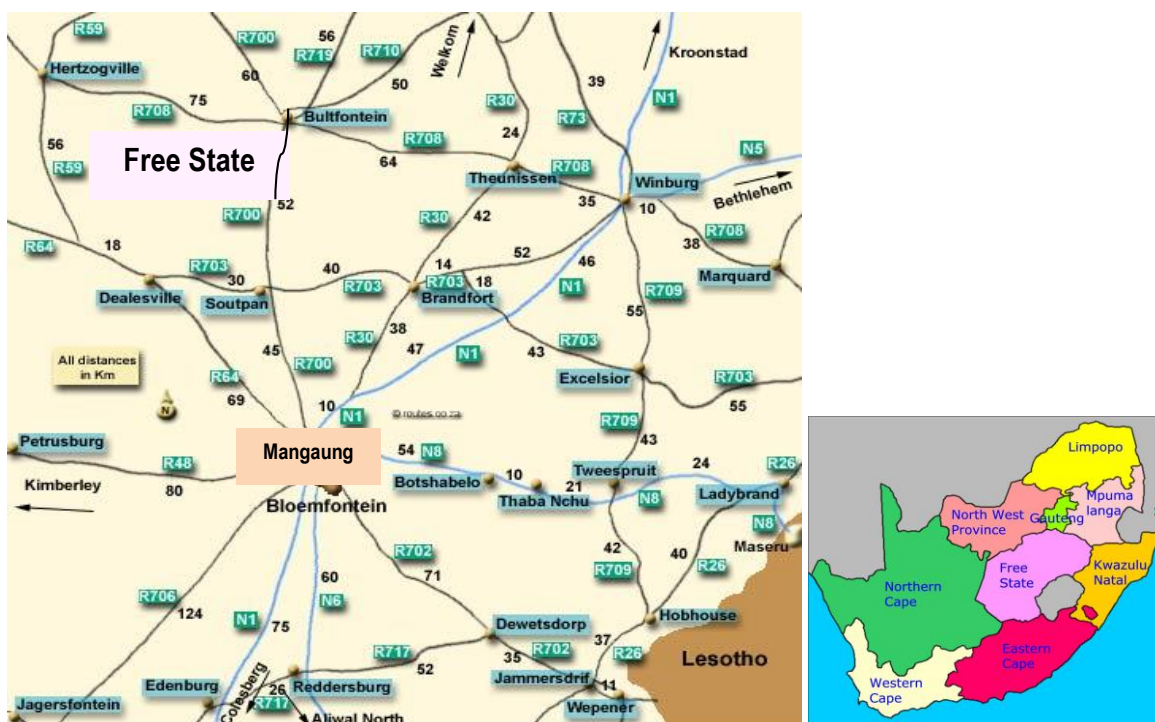 R59
R700
56
R719
R710
Welkom
Kroonstad
Hertzogville
60
50
39
N1
75
R708
Bultfontein
R30
R73
24
56
Free State
R708
64
R59
Theunissen
R708
35
Winburg
N5
Bethlehem
10
R700
52
R30
42
R708
38
R64
18
R703
52
46
Marquard
30
40
14
R703
18
Dealesville
Soutpan
R703
Brandfort
N1
R709
55
R30
38
43
R703
45
R700
47
N1
All distances
in Km
R64
69
Excelsior
R703
55
N
10
N1
© routes.co.za
R709
43
Petrusburg
R48
Mangaung
54
N8
Botshabelo
10
Thaba Nchu
21
Tweespruit
24
R26
N8
Ladybrand
Kimberley
80
Bloemfontein
N8
Maseru
R702
71
42
40
60
R709
R26
R706
124
N6
N1
75
Hobhouse
Dewetsdorp
37
R717
52
35
R702
R26
Lesotho
Edenburg
26
Reddersburg
Jammersdrif
11
Jagersfontein
Colesberg
R717
Aliwal North
Wepener
Limpopo
Mpuma
langa
North West
Province
Gauteng
Northern
Cape
Free
State
Kwazulu
Natal
Eastern
Cape
Western
Cape